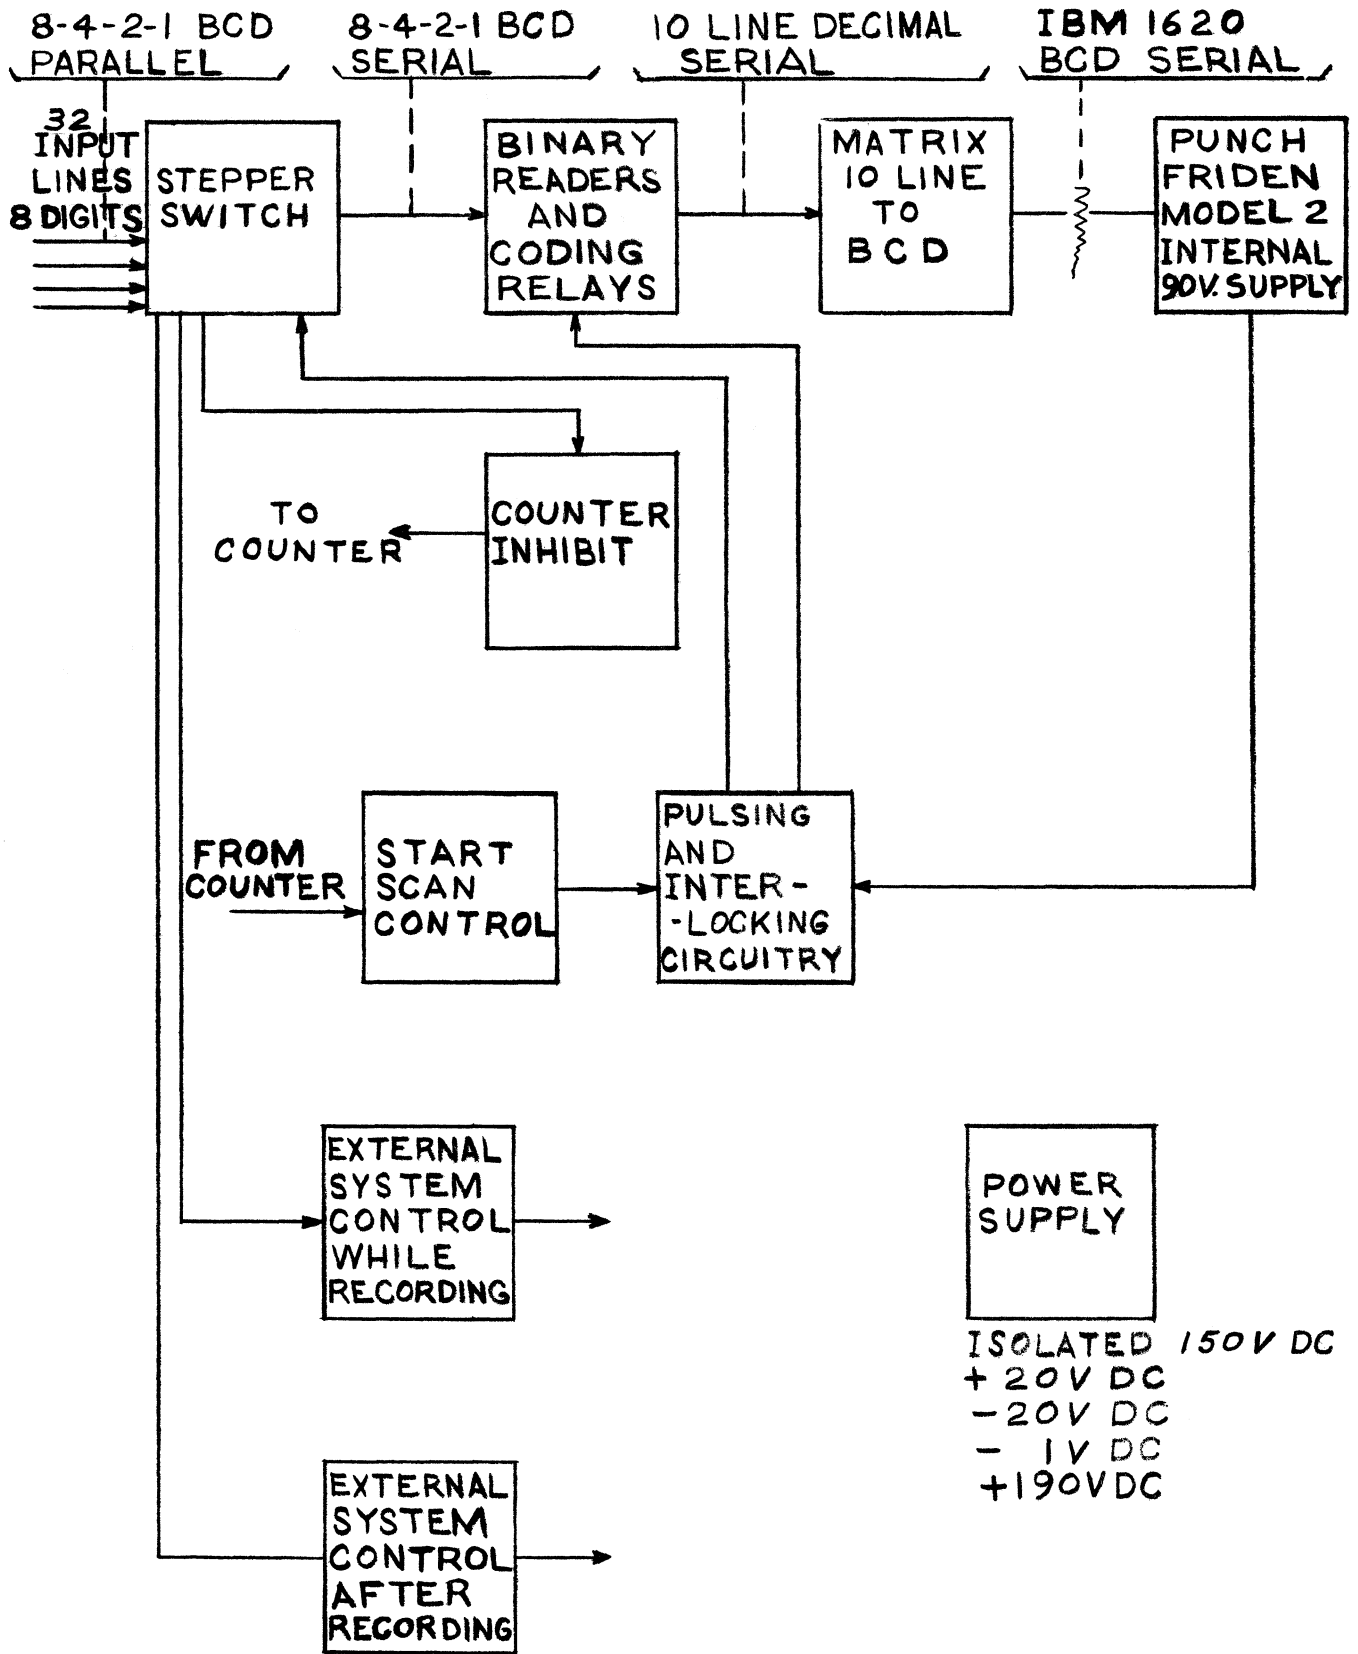 8-4-2-1 BCD
PARALLEL
8-4-2-1 BCD
SERIAL
10 LINE DECIMAL
SERIAL
IBM 1620
BCD SERIAL
32
INPUT
LINES
8 DIGITS
STEPPER
SWITCH
BINARY
READERS
AND
CODING
RELAYS
MATRIX
10 LINE
TO
BCD
PUNCH
FRIDEN
MODEL 2
INTERNAL
90V. SUPPLY
TO
COUNTER
COUNTER
INHIBIT
FROM
COUNTER
START
SCAN
CONTROL
PULSING
AND
INTER-
-LOCKING
CIRCUITRY
EXTERNAL
SYSTEM
CONTROL
WHILE
RECORDING
POWER
SUPPLY
ISOLATED 150V DC
+ 20V DC
- 20V DC
- 1V DC
+190V DC
EXTERNAL
SYSTEM
CONTROL
AFTER
RECORDING